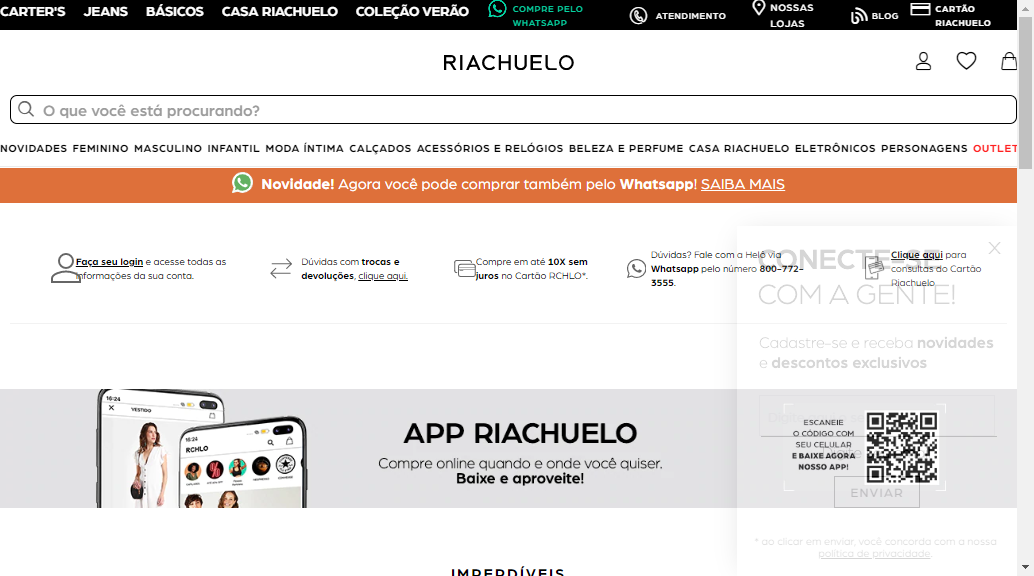 CARTER'S JEANS BÁSICOS CASA RIACHUELO COLEÇÃO VERÃO
COMPRE PELO
WHATSAPP
ATENDIMENTO
NOSSAS
LOJAS
BLOG
CARTÃO
RIACHUELO
RIACHUELO
O que você está procurando?
NOVIDADES FEMININO MASCULINO INFANTIL MODA ÍNTIMA CALÇADOS ACESSÓRIOS E RELÓGIOS BELEZA E PERFUME CASA RIACHUELO ELETRÔNICOS PERSONAGENS OUTLET
Novidade! Agora você pode comprar também pelo Whatsapp! SAIBA MAIS
Faça seu login e acesse todas as
informações da sua conta.
Dúvidas com trocas e
devoluções, clique aqui.
Compre em até 10X sem
juros no Cartão RCHLO*.
Dúvidas? Fale com a Helô via
Whatsapp pelo número 800-772-
3555.
Clique aqui para
consultas do Cartão
Riachuelo
CONECTE-SE
COM A GENTE!
Cadastre-se e receba novidades
e descontos exclusivos
16:24
VESTIDO
16:24
RCHLO
APP RIACHUELO
Compre online quando e onde você quiser.
Baixe e aproveite!
ESCANEIE
O CÓDIGO COM
SEU CELULAR
E BAIXE AGORA
NOSSO APP!
ENVIAR
* ao clicar em enviar, você concorda com a nossa
política de privacidade.
IMPERDÍVEIS